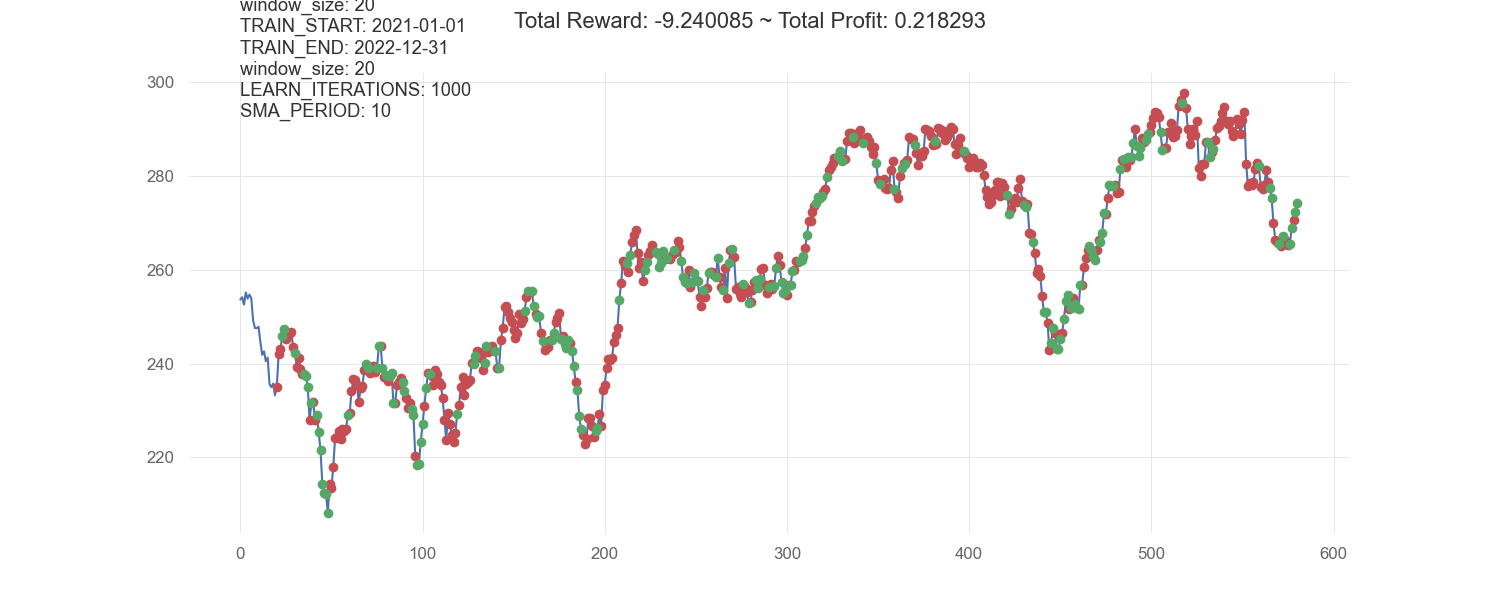 window_size: 20
Total Reward: -9.240085 ~ Total Profit: 0.218293
TRAIN_START: 2021-01-01
TRAIN_END: 2022-12-31
window_size: 20
LEARN_ITERATIONS: 1000
SMA_PERIOD: 10
300
280
260
240
220
0
100
200
300
400
500
600